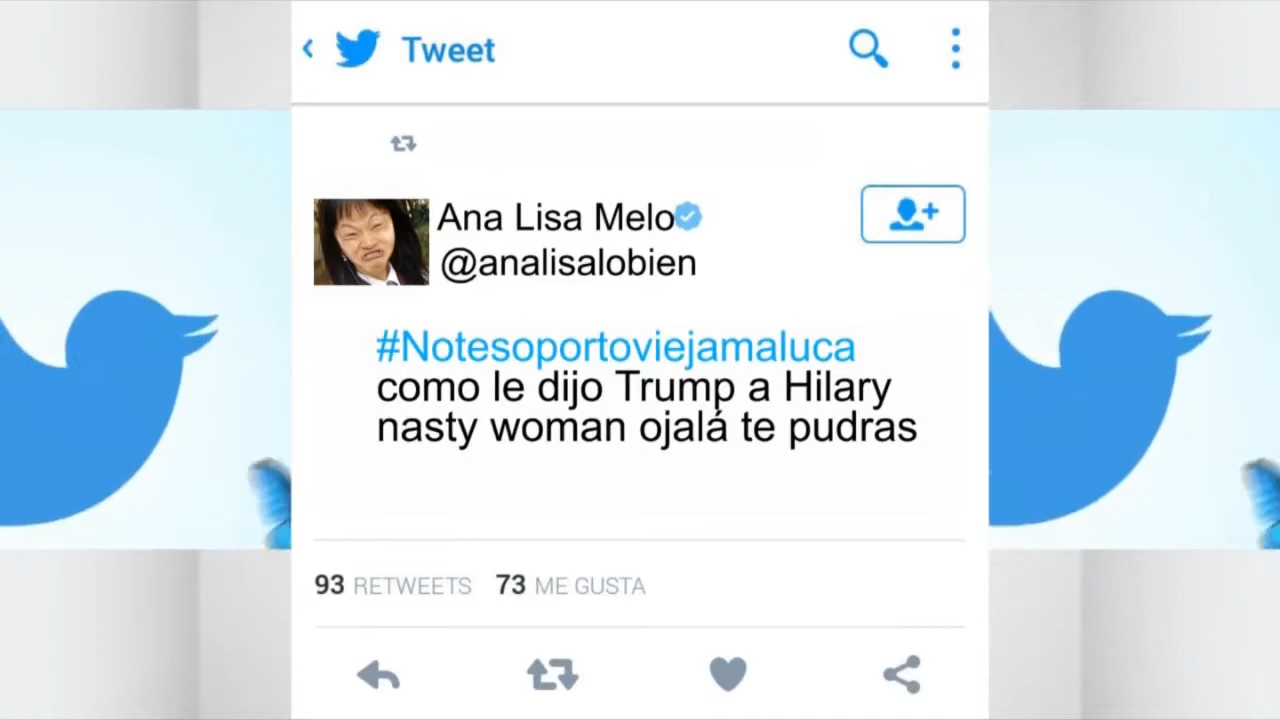 Tweet
Ana Lisa Melo
@analisalobien
#Notesoportoviejamaluca
como le dijo Trump a Hilary
nasty woman ojalá te pudras
93 RETWEETS 73 ME GUSTA